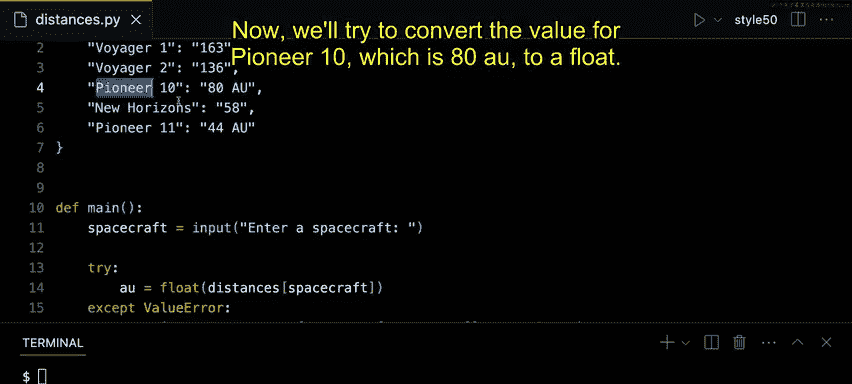 distances.py
style50
Now, we'll try to convert the value for
Pioneer 10, which is 80 au, to a float.
2 "Voyager 1": "163",
3 "Voyager 2": "136",
4 "Pioneer 10": "80 AU",
5 "New Horizons": "58",
6 "Pioneer 11": "44 AU"
7 }
8
9
10 def main():
11 spacecraft = input("Enter a spacecraft: ")
12
13 try:
14 au = float(distances[spacecraft])
15 except ValueError:
TERMINAL
$